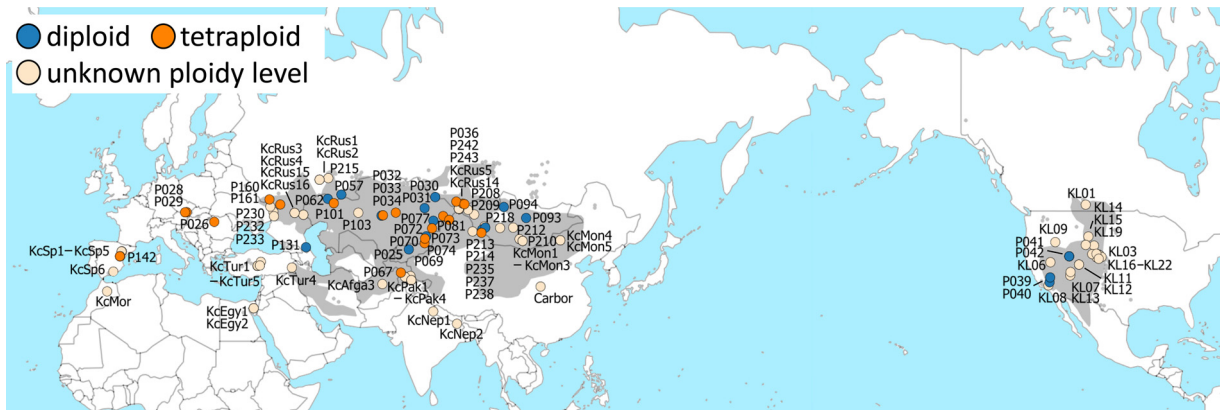 diploid
tetraploid
unknown ploidy level
P028
P029
P026
KcSp1−KcSp5
P142
KcSp6
KcMor
KcEgy1
KcEgy2
KcTur1
−KcTur5
KcTur4
P131
P160
P161
P230
P232
P233
KcRus3
KcRus4
KcRus15
KcRus16
KcRus1
KcRus2
P215
P057
P062
P101
P103
P032
P033
P034
P030
P031
P077
P072
P070
P025
P081
P073
P074
P069
P067
KcAfga3
KcPak1
−KcPak4
KcNep1
KcNep2
P036
P242
P243
KcRus5
KcRus14
P208
P209
P094
P093
P218
P212
P210
P213
P214
P235
P237
P238
KcMon4
KcMon5
KcMon1
−KcMon3
Carbor
KL01
KL14
KL15
KL19
KL09
P041
P042
KL06
P039
P040
KL03
KL16−KL22
KL11
KL12
KL07
KL08
KL13